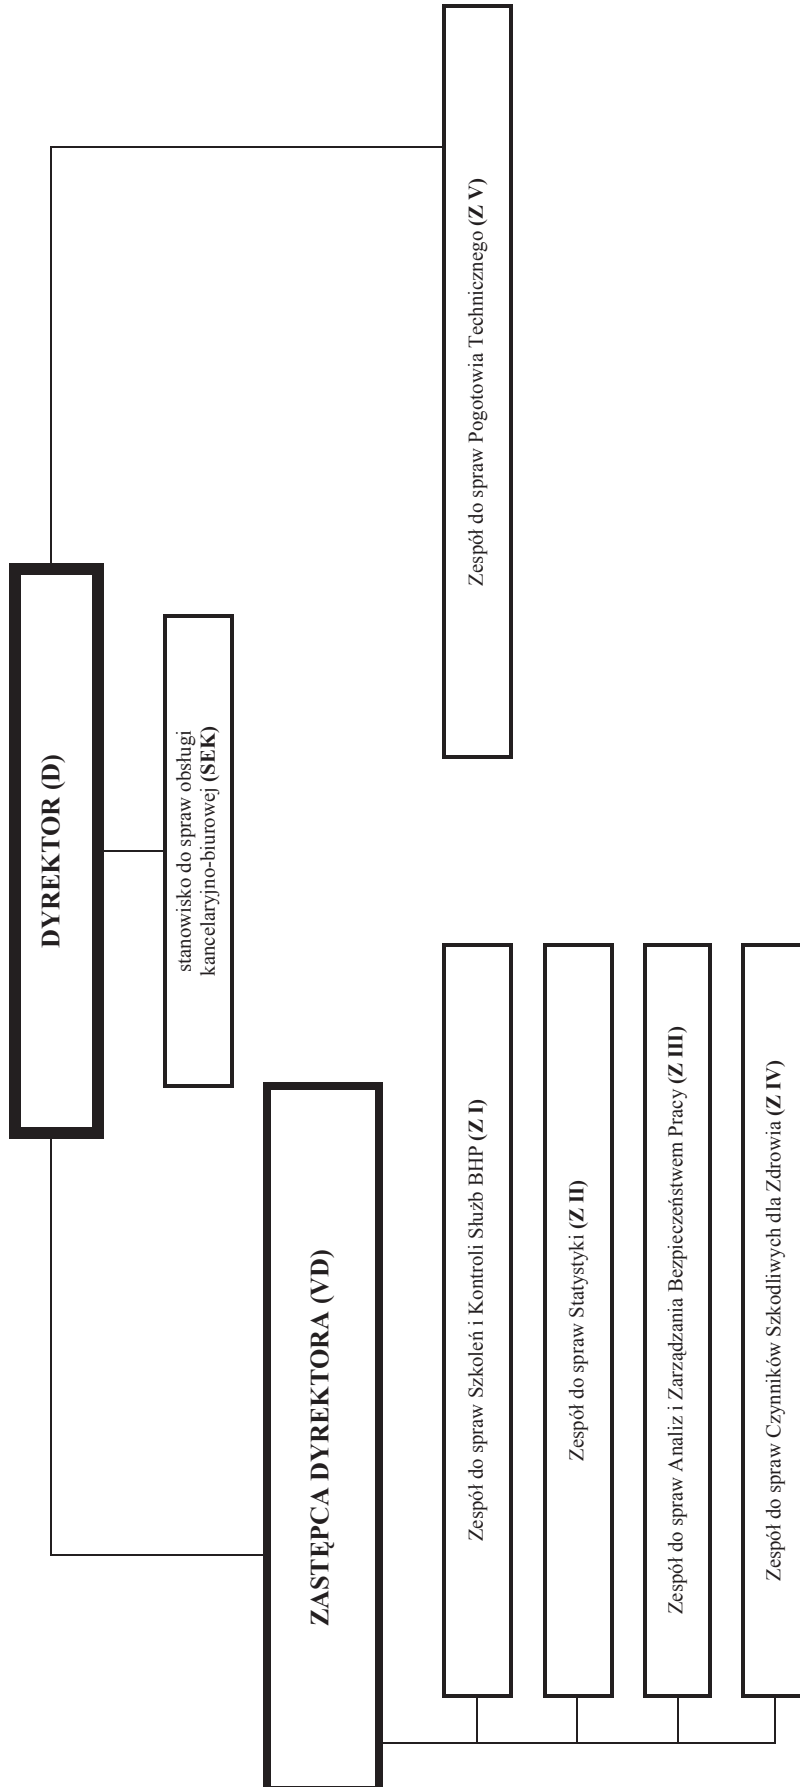 DYREKTOR (D)
stanowisko do spraw obsługi
kancelaryjno-biurowej (SEK)
ZASTĘPCA DYREKTORA (VD)
Zespół do spraw Szkoleń i Kontroli Służb BHP (Z I)
Zespół do spraw Statystyki (Z II)
Zespół do spraw Analiz i Zarządzania Bezpieczeństwem Pracy (Z III)
Zespół do spraw Czynników Szkodliwych dla Zdrowia (Z IV)
Zespół do spraw Pogotowia Technicznego (Z V)